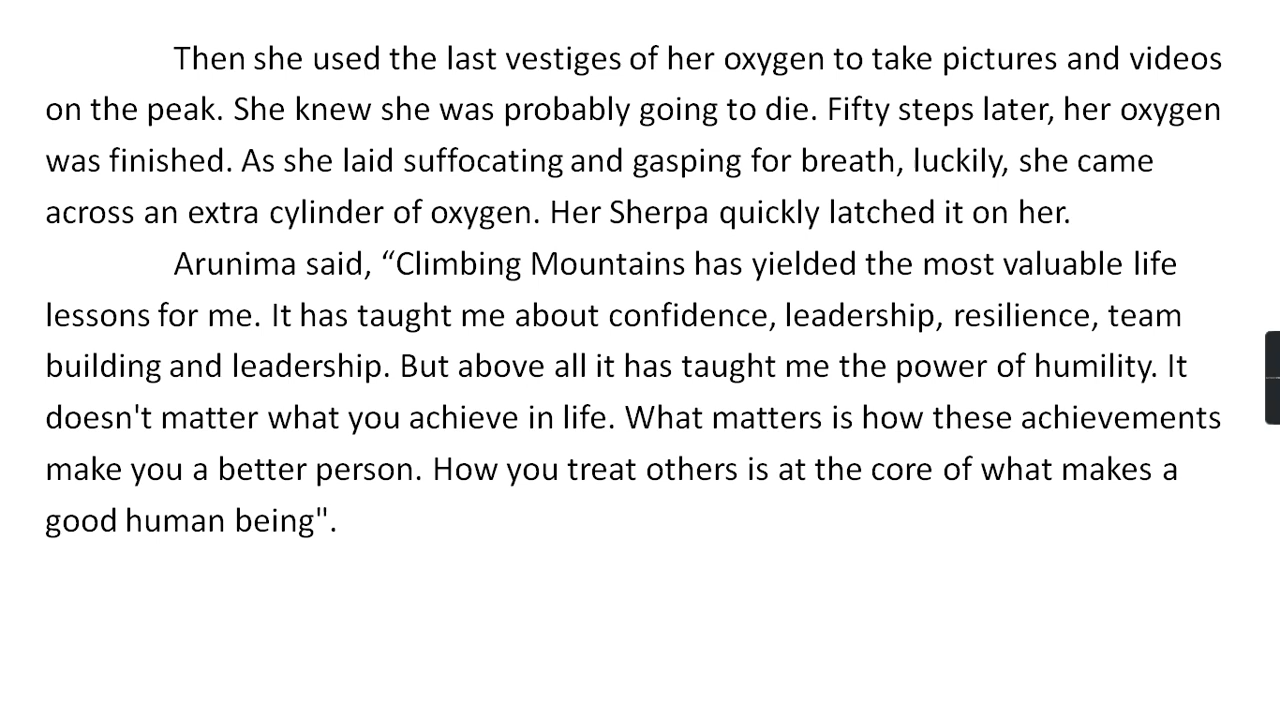 Then she used the last vestiges of her oxygen to take pictures and videos
on the peak. She knew she was probably going to die. Fifty steps later, her oxygen
was finished. As she laid suffocating and gasping for breath, luckily, she came
across an extra cylinder of oxygen. Her Sherpa quickly latched it on her.
Arunima said, “Climbing Mountains has yielded the most valuable life
lessons for me. It has taught me about confidence, leadership, resilience, team
building and leadership. But above all it has taught me the power of humility. It
doesn't matter what you achieve in life. What matters is how these achievements
make you a better person. How you treat others is at the core of what makes a
good human being".